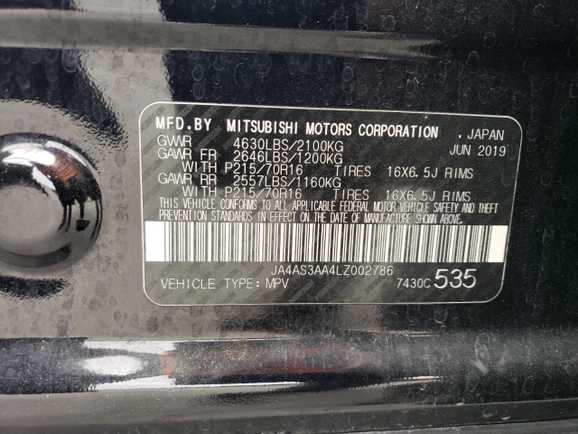 MFD.BY MITSUBISHI MOTORS CORPORATION . JAPAN
GVWR 4630LBS/2100KG JUN 2019
GAWR FR 2646LBS/1200KG
WITH P215/70R16 TIRES 16X6.5J RIMS
GAWR RR 2557LBS/1160KG
WITH P215/70R16 TIRES 16X6.5J RIMS
THIS VEHICLE CONFORMS TO ALL APPLICABLE FEDERAL MOTOR VEHICLE SAFETY AND THEFT
PREVENTION STANDARDS IN EFFECT ON THE DATE OF MANUFACTURE SHOWN ABOVE.
JA4AS3AA4LZ002786
VEHICLE TYPE: MPV 7430C 535